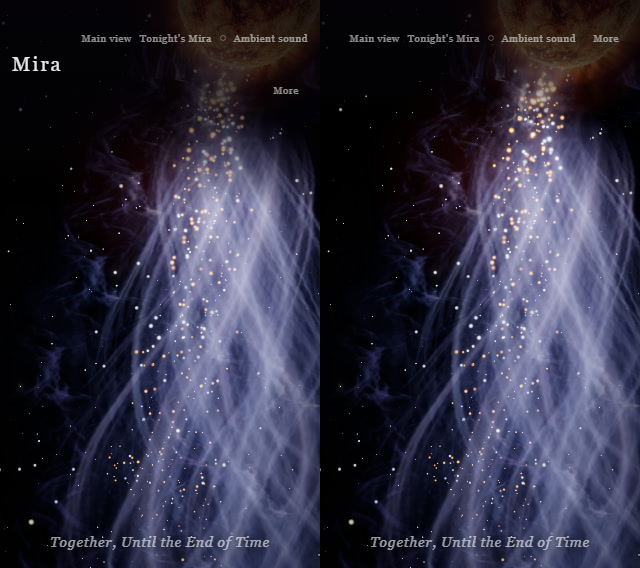 Main view Tonight's Mira Ambient sound
Mira
More
Together, Until the End of Time
Main view Tonight's Mira Ambient sound More
Together, Until the End of Time